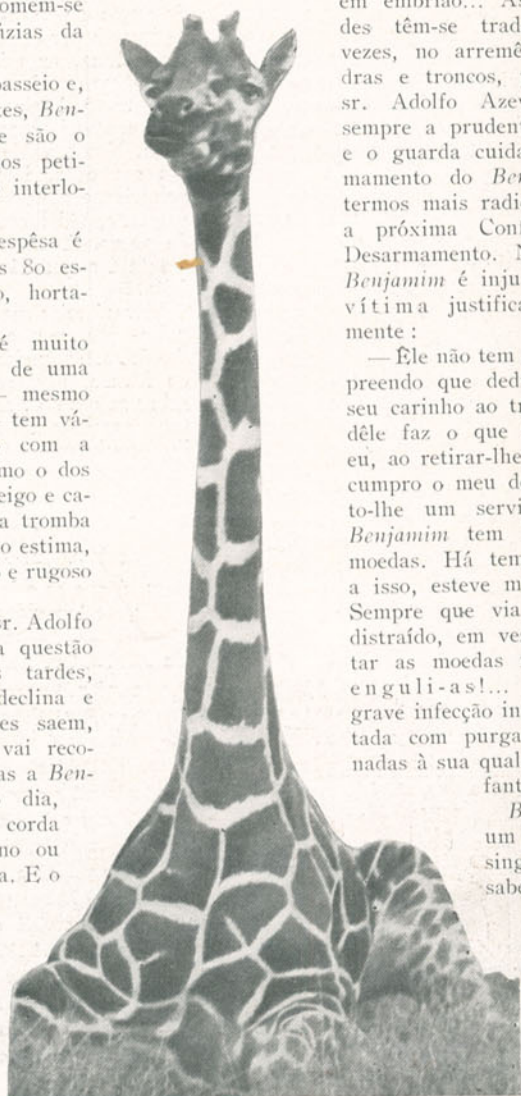 omem-se
ízias da
passeio e,
tes, Ben-
e são o
os peti-
interlo-
espêsa é
s 80 es-
o, horta-
é muito
de uma
— mesmo
tem vá-
com a
mo o dos
eigo e ca-
a tromba
o estima,
e rugoso
sr. Adolfo
a questão
tardes,
declina e
es saem,
vai reco-
as a Ben-
dia,
corda
no ou
a. E o
em embrião... As
des têm-se trad
vezes, no arremê
dras e troncos,
sr. Adolfo Azev
sempre a pruden
e o guarda cuida
mamento do Ben
termos mais radi
a próxima Conf
Desarmamento. N
Benjamim é inju
vítima justifica
mente :
— Êle não tem
preendo que ded
seu carinho ao tr
dêle faz o que
eu, ao retirar-lhe
cumpro o meu de
to-lhe um servi
Benjamim tem
moedas. Há tem
a isso, esteve m
Sempre que via
distraído, em ve
tar as moedas
enguli-as!...
grave infecção in
tada com purga
nadas à sua qual
fant
B
um
sing
sabe